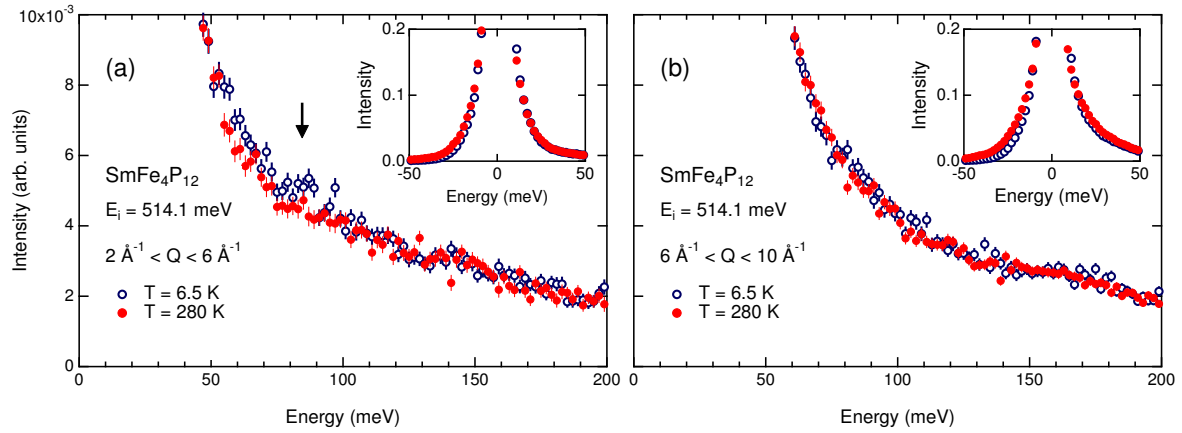 10x10⁻³
8
6
4
2
0
Intensity (arb. units)
0
50
100
150
200
Energy (meV)
(a)
SmFe₄P₁₂
Eᵢ = 514.1 meV
2 Å⁻¹ < Q < 6 Å⁻¹
T = 6.5 K
T = 280 K
0.2
0.1
0.0
Intensity
-50
0
50
Energy (meV)
(b)
SmFe₄P₁₂
Eᵢ = 514.1 meV
6 Å⁻¹ < Q < 10 Å⁻¹
T = 6.5 K
T = 280 K
0
50
100
150
200
Energy (meV)
0.2
0.1
0.0
Intensity
-50
0
50
Energy (meV)